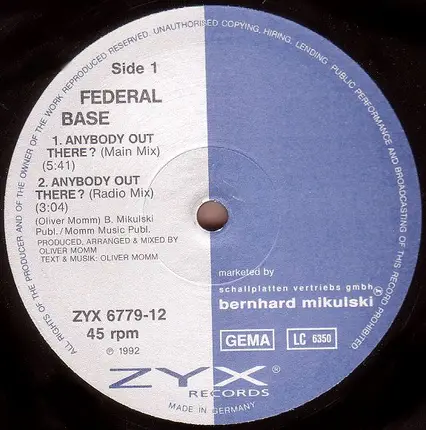 ALL RIGHTS OF THE PRODUCER AND OF THE OWNER OF THE WORK REPRODUCED RESERVED. UNAUTHORISED COPYING, HIRING, LENDING PUBLIC PERFORMANCE AND BROADCASTING OF THIS RECORD PROHIBITED
Side 1
FEDERAL
BASE
1. ANYBODY OUT
THERE? (Main Mix)
(5:41)
2. ANYBODY OUT
THERE? (Radio Mix)
(3:04)
(Oliver Momm) B. Mikulski
Publ./Momm Music Publ.
PRODUCED, ARRANGED & MIXED BY
OLIVER MOMM
TEXT & MUSIK: OLIVER MOMM
marketed by
schallplatten vertriebs gmbh
bernhard mikulski
ZYX 6779-12
45 rpm
℗ 1992
GEMA
LC 6350
ZYX®
RECORDS
MADE IN GERMANY